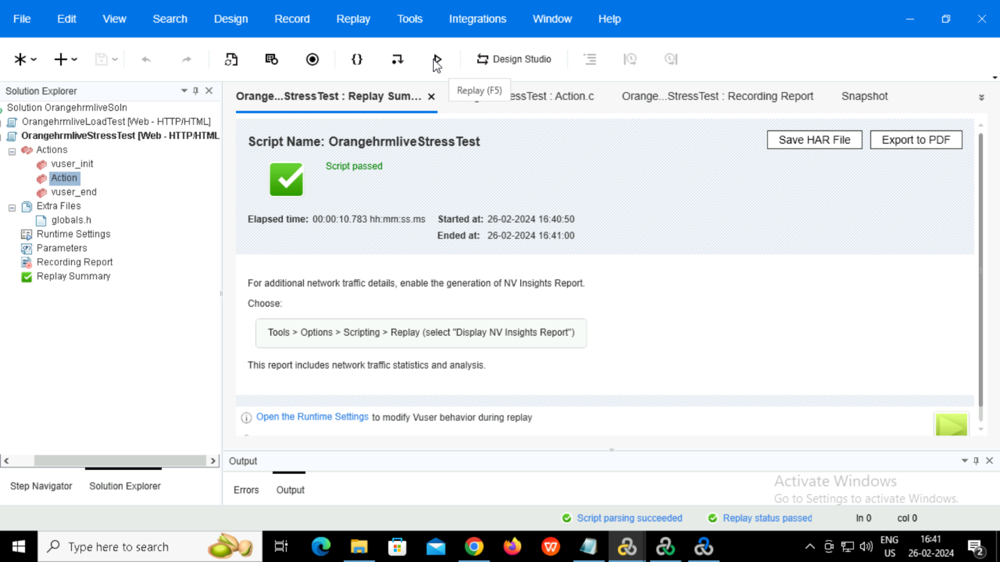 File Edit View Search Design Record Replay Tools Integrations Window Help
Design Studio
Replay (F5)
Solution Explorer
Solution OrangehrmliveSoln
OrangehrmliveLoadTest [Web - HTTP/HTML]
OrangehrmliveStressTest [Web - HTTP/HTML
Actions
vuser_init
Action
vuser_end
Extra Files
globals.h
Runtime Settings
Parameters
Recording Report
Replay Summary
Step Navigator Solution Explorer
Orange...StressTest : Replay Sum... essTest : Action.c Orange...StressTest : Recording Report Snapshot
Script Name: OrangehrmliveStressTest
Save HAR File Export to PDF
Script passed
Elapsed time: 00:00:10.783 hh:mm:ss.ms Started at: 26-02-2024 16:40:50
Ended at: 26-02-2024 16:41:00
For additional network traffic details, enable the generation of NV Insights Report.
Choose:
Tools > Options > Scripting > Replay (select "Display NV Insights Report")
This report includes network traffic statistics and analysis.
Open the Runtime Settings to modify Vuser behavior during replay
Output
Errors Output
Activate Windows
Go to Settings to activate Windows.
Script parsing succeeded Replay status passed ln 0 col 0
Type here to search
ENG
US
16:41
26-02-2024
2